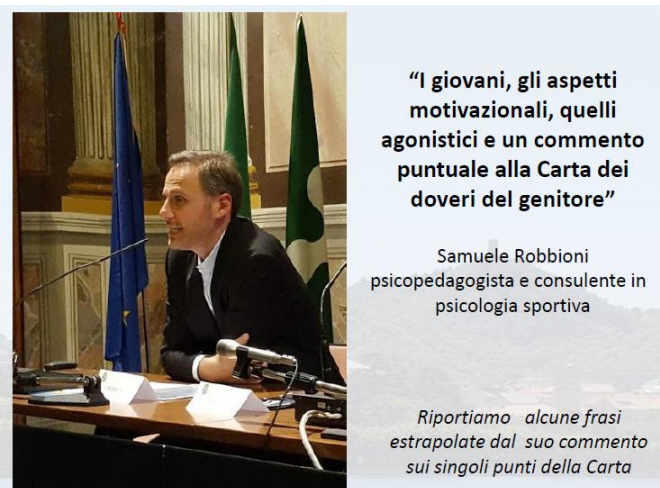 “I giovani, gli aspetti
motivazionali, quelli
agonistici e un commento
puntuale alla Carta dei
doveri del genitore”
Samuele Robbioni
psicopedagogista e consulente in
psicologia sportiva
Riportiamo alcune frasi
estrapolate dal suo commento
sui singoli punti della Carta